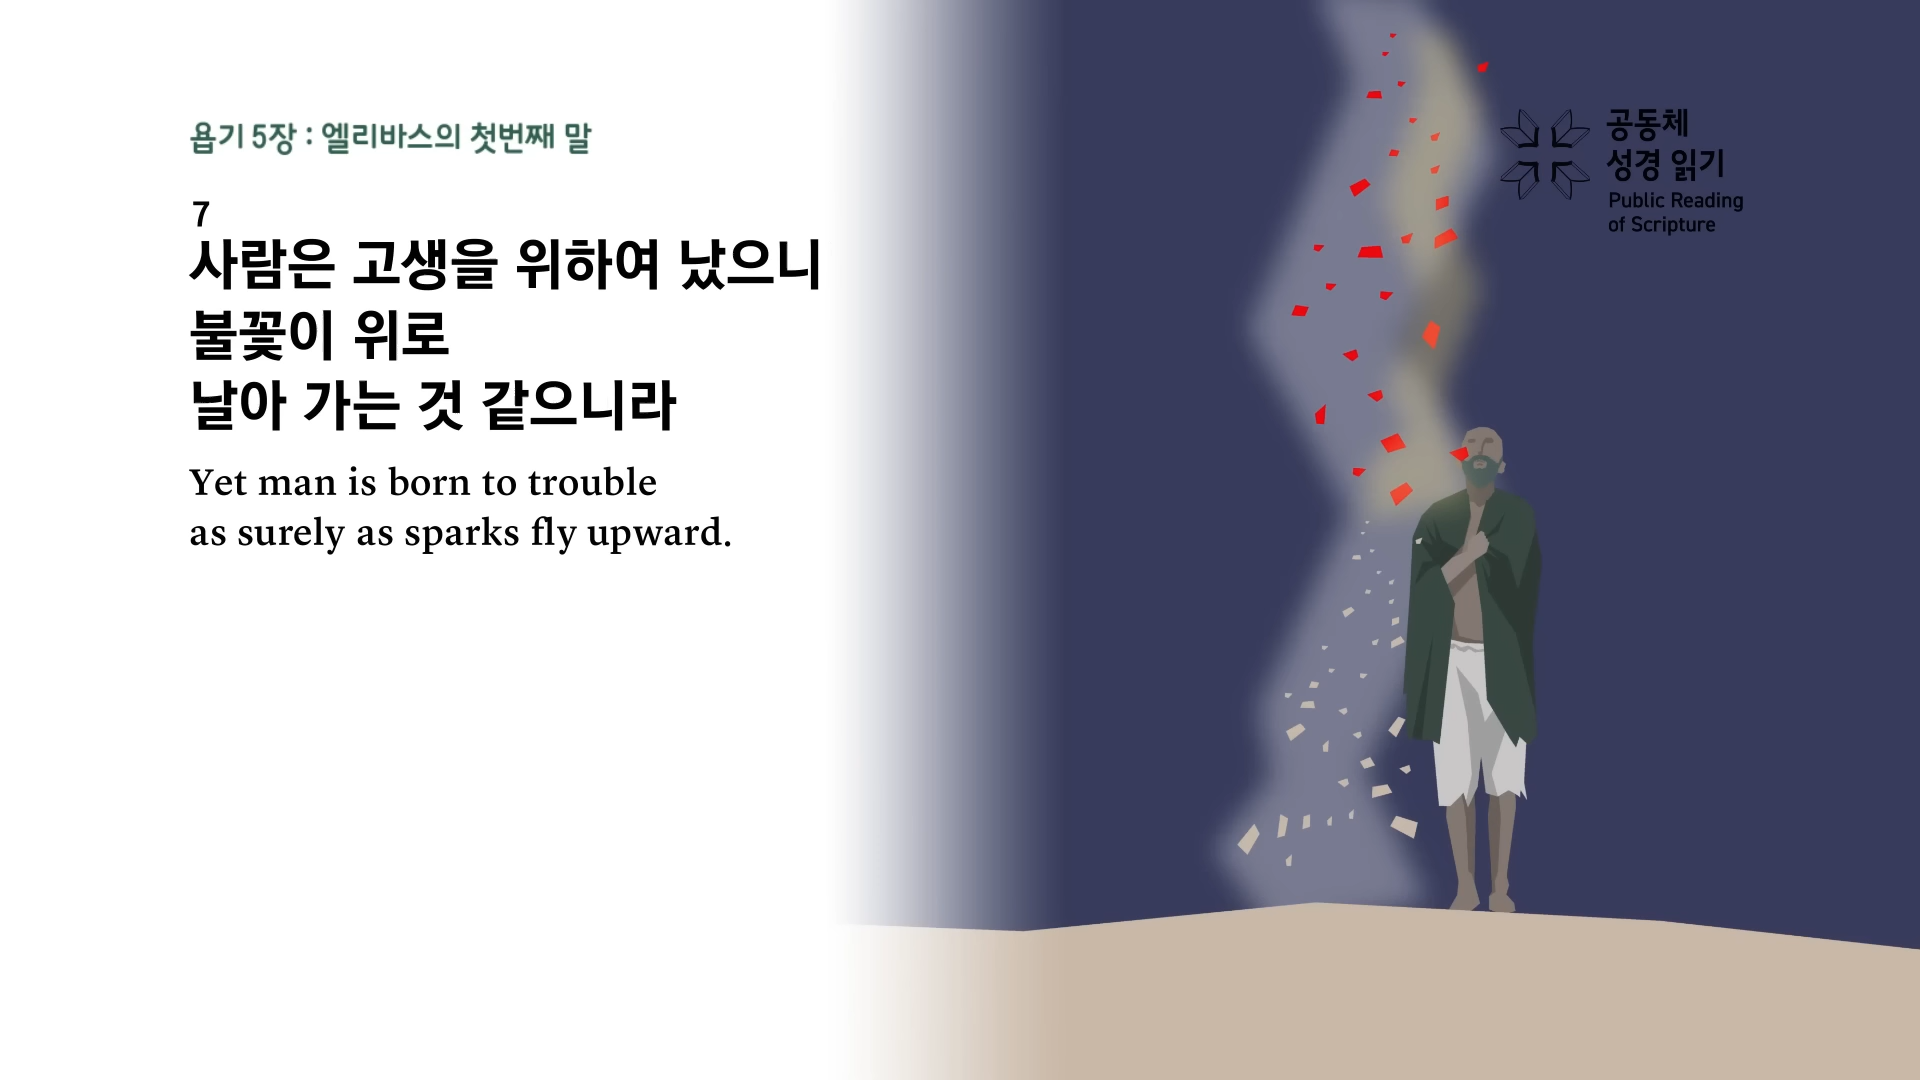 욥기 5장 : 엘리바스의 첫번째 말
7
사람은 고생을 위하여 났으니
불꽃이 위로
날아 가는 것 같으니라
Yet man is born to trouble
as surely as sparks fly upward.
공동체
성경 읽기
Public Reading
of Scripture